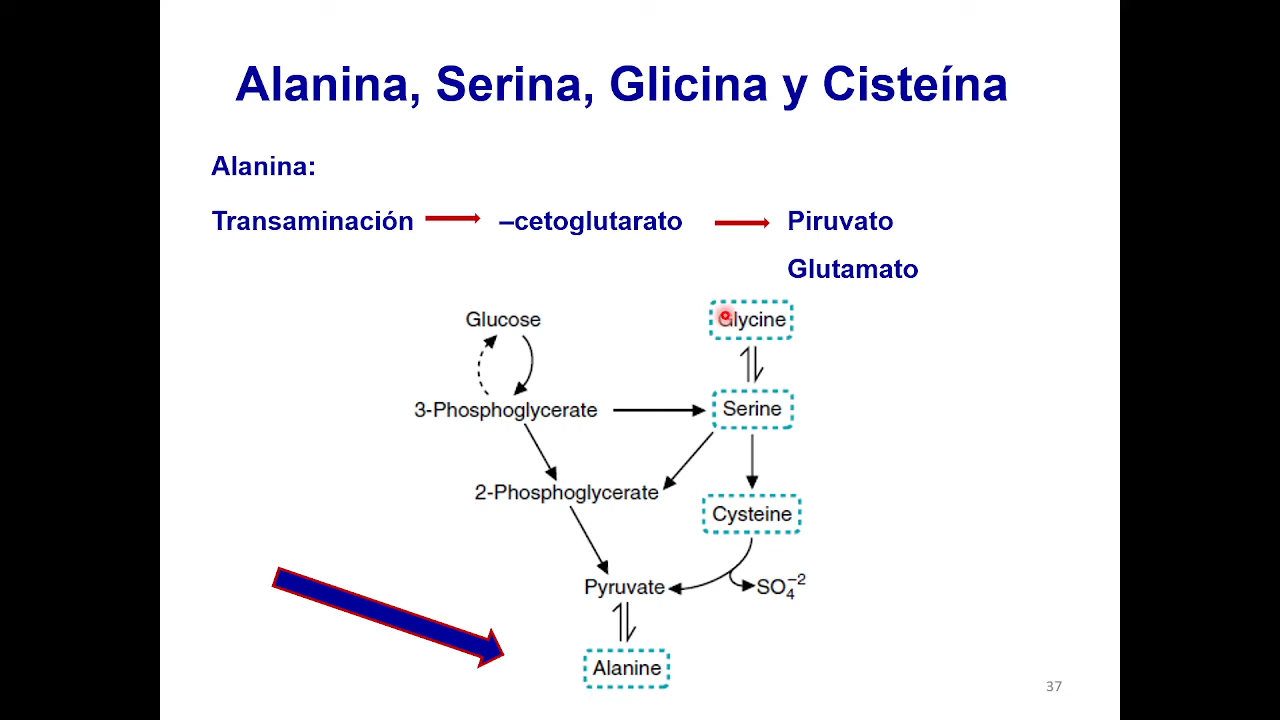 Alanina, Serina, Glicina y Cisteína
Alanina:
Transaminación –cetoglutarato Piruvato
Glutamato
Glucose Glycine
3-Phosphoglycerate Serine
2-Phosphoglycerate
Cysteine
Pyruvate SO₄⁻²
Alanine
37